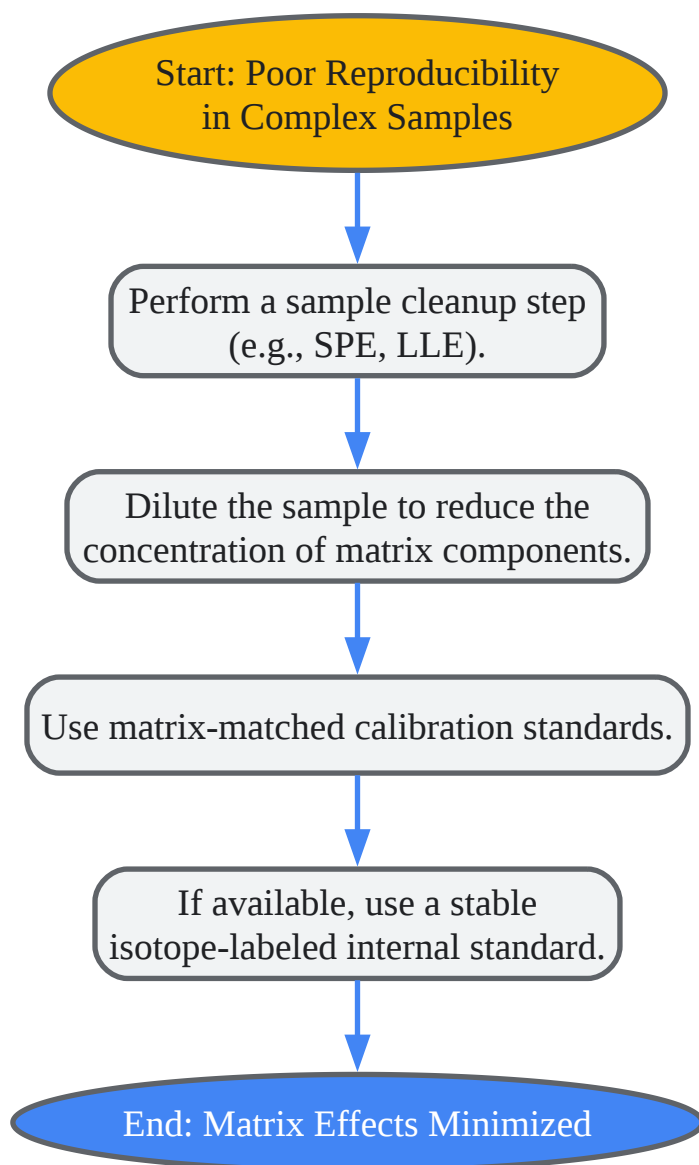 Start: Poor Reproducibility
in Complex Samples
Perform a sample cleanup step
(e.g., SPE, LLE).
Dilute the sample to reduce the
concentration of matrix components.
Use matrix-matched calibration standards.
If available, use a stable
isotope-labeled internal standard.
End: Matrix Effects Minimized